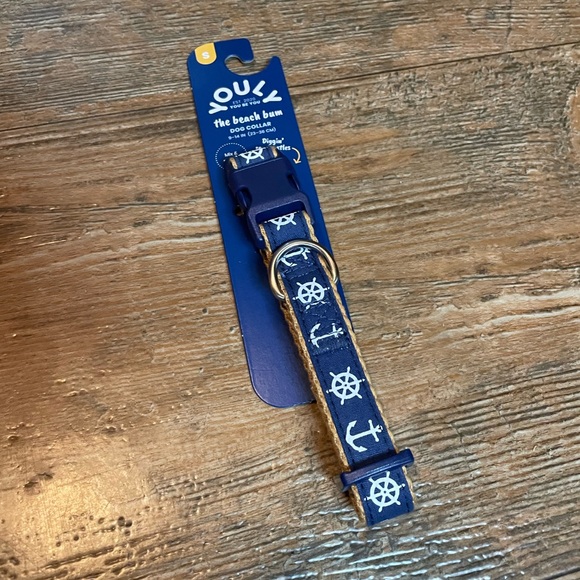 S
YOULY
EST. 2020
YOU BE YOU
the beach bum
DOG COLLAR
9-14 IN (23-36 CM)
Diggin'